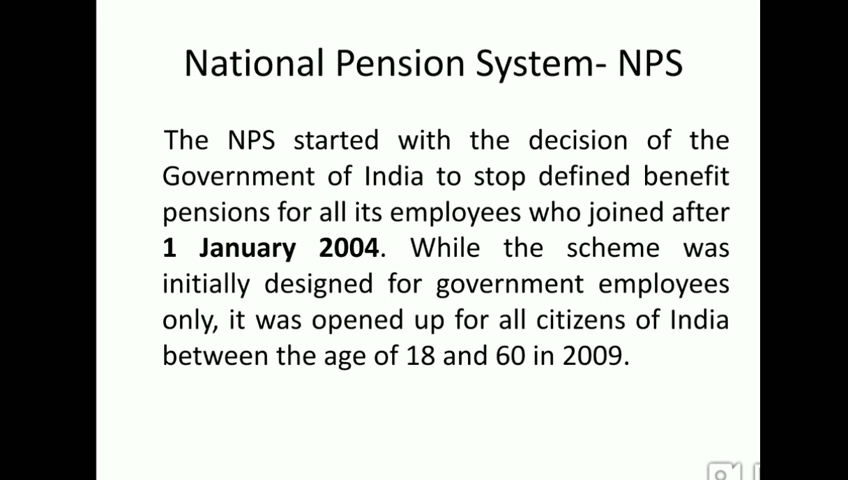 National Pension System- NPS
The NPS started with the decision of the
Government of India to stop defined benefit
pensions for all its employees who joined after
1 January 2004. While the scheme was
initially designed for government employees
only, it was opened up for all citizens of India
between the age of 18 and 60 in 2009.